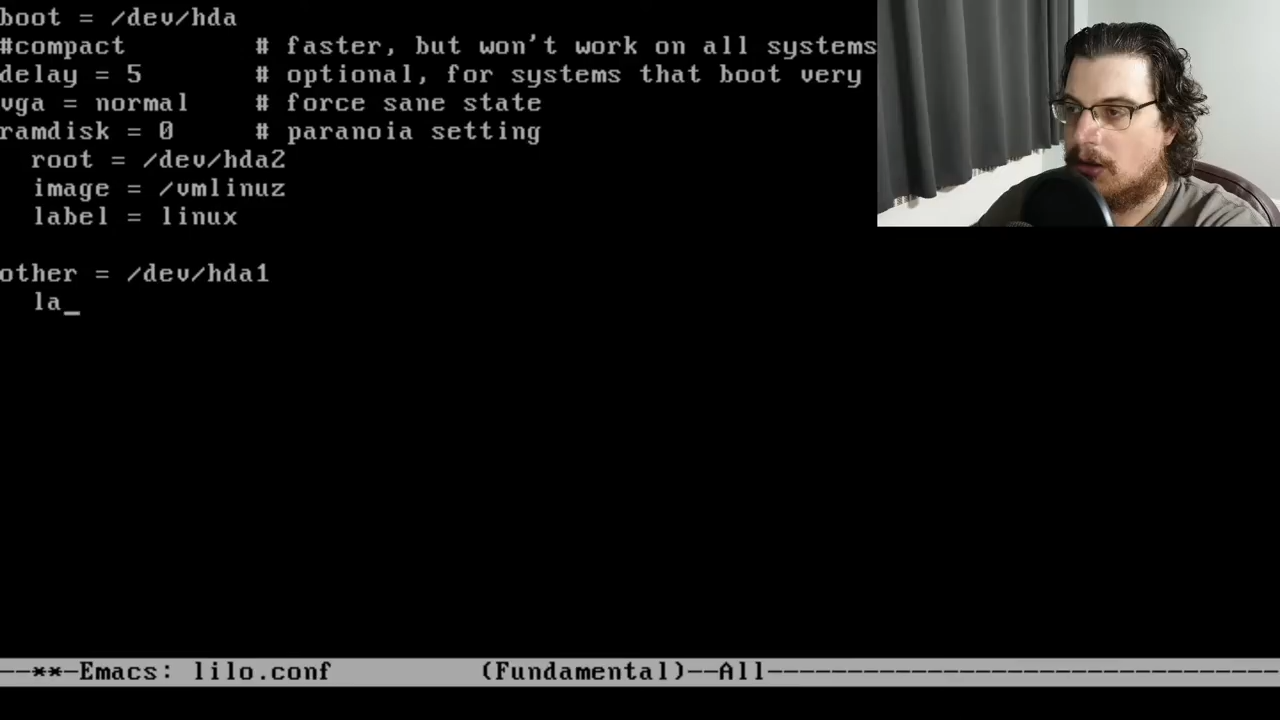 boot = /dev/hda
#compact # faster, but won't work on all systems
delay = 5 # optional, for systems that boot very
vga = normal # force sane state
ramdisk = 0 # paranoia setting
root = /dev/hda2
image = /vmlinuz
label = linux
other = /dev/hda1
la_
--**-Emacs: lilo.conf (Fundamental)--All--------------------------------